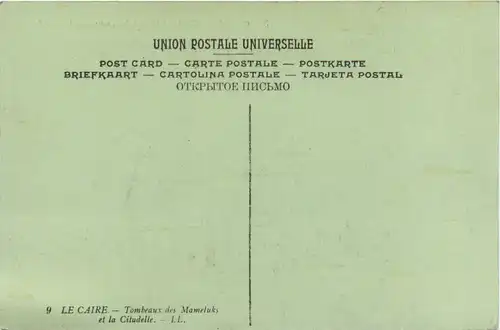 UNION POSTALE UNIVERSELLE
POST CARD — CARTE POSTALE — POSTKARTE
BRIEFKAART — CARTOLINA POSTALE — TARJETA POSTAL
ОТКРЫТОЕ ПИСЬМО
9 LE CAIRE. — Tombeaux des Mameluks
et la Citadelle. — LL.